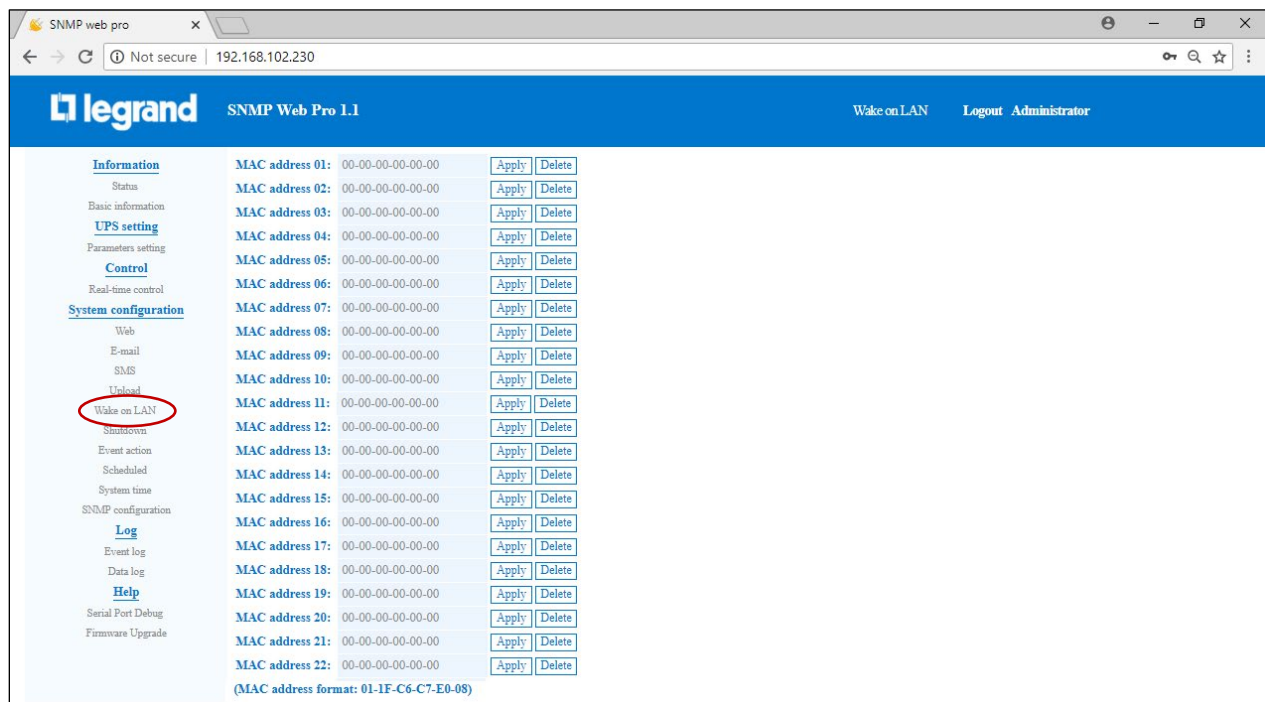 SNMP web pro
Not secure | 192.168.102.230
legrand SNMP Web Pro 1.1 Wake on LAN Logout Administrator
Information
Status
Basic information
UPS setting
Parameters setting
Control
Real-time control
System configuration
Web
E-mail
SMS
Upload
Wake on LAN
Shutdown
Event action
Scheduled
System time
SNMP configuration
Log
Event log
Data log
Help
Serial Port Debug
Firmware Upgrade
MAC address 01: 00-00-00-00-00-00 Apply Delete
MAC address 02: 00-00-00-00-00-00 Apply Delete
MAC address 03: 00-00-00-00-00-00 Apply Delete
MAC address 04: 00-00-00-00-00-00 Apply Delete
MAC address 05: 00-00-00-00-00-00 Apply Delete
MAC address 06: 00-00-00-00-00-00 Apply Delete
MAC address 07: 00-00-00-00-00-00 Apply Delete
MAC address 08: 00-00-00-00-00-00 Apply Delete
MAC address 09: 00-00-00-00-00-00 Apply Delete
MAC address 10: 00-00-00-00-00-00 Apply Delete
MAC address 11: 00-00-00-00-00-00 Apply Delete
MAC address 12: 00-00-00-00-00-00 Apply Delete
MAC address 13: 00-00-00-00-00-00 Apply Delete
MAC address 14: 00-00-00-00-00-00 Apply Delete
MAC address 15: 00-00-00-00-00-00 Apply Delete
MAC address 16: 00-00-00-00-00-00 Apply Delete
MAC address 17: 00-00-00-00-00-00 Apply Delete
MAC address 18: 00-00-00-00-00-00 Apply Delete
MAC address 19: 00-00-00-00-00-00 Apply Delete
MAC address 20: 00-00-00-00-00-00 Apply Delete
MAC address 21: 00-00-00-00-00-00 Apply Delete
MAC address 22: 00-00-00-00-00-00 Apply Delete
(MAC address format: 01-1F-C6-C7-E0-08)